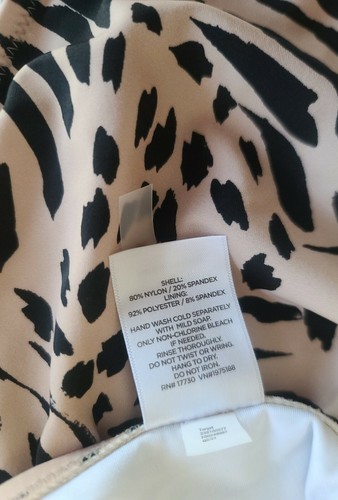 SHELL:
80% NYLON / 20% SPANDEX
LINING:
92% POLYESTER / 8% SPANDEX
HAND WASH COLD SEPARATELY
WITH MILD SOAP.
ONLY NON-CHLORINE BLEACH
IF NEEDED.
RINSE THOROUGHLY.
DO NOT TWIST OR WRING.
HANG TO DRY.
DO NOT IRON.
RN# 17730 VN#197588